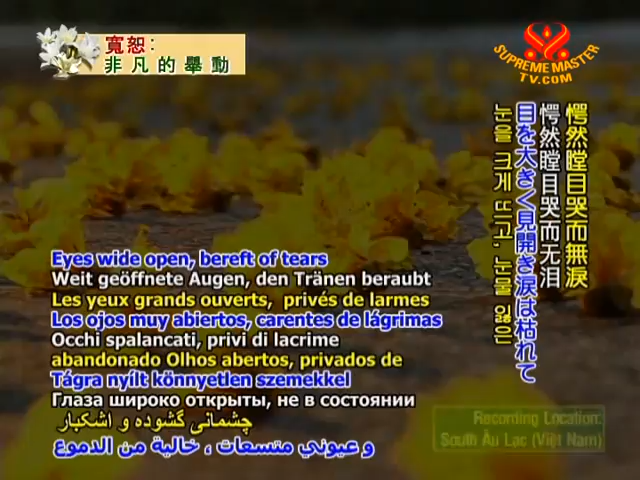 寬恕:
非凡的舉動
SUPREME MASTER
TV.COM
愕然瞠目哭而無淚
愕然瞠目哭而无泪
目を大きく見開き涙は枯れて
눈을 크게 뜨고, 눈물 잃은
Eyes wide open, bereft of tears
Weit geöffnete Augen, den Tränen beraubt
Les yeux grands ouverts, privés de larmes
Los ojos muy abiertos, carentes de lágrimas
Occhi spalancati, privi di lacrime
abandonado Olhos abertos, privados de
Tágra nyílt könnyetlen szemekkel
Глаза широко открыты, не в состоянии
چشمانی گشوده و اشکبار
و عيوني متسعات ، خالية من الدموع
Recording Location:
South Âu Lạc (Việt Nam)